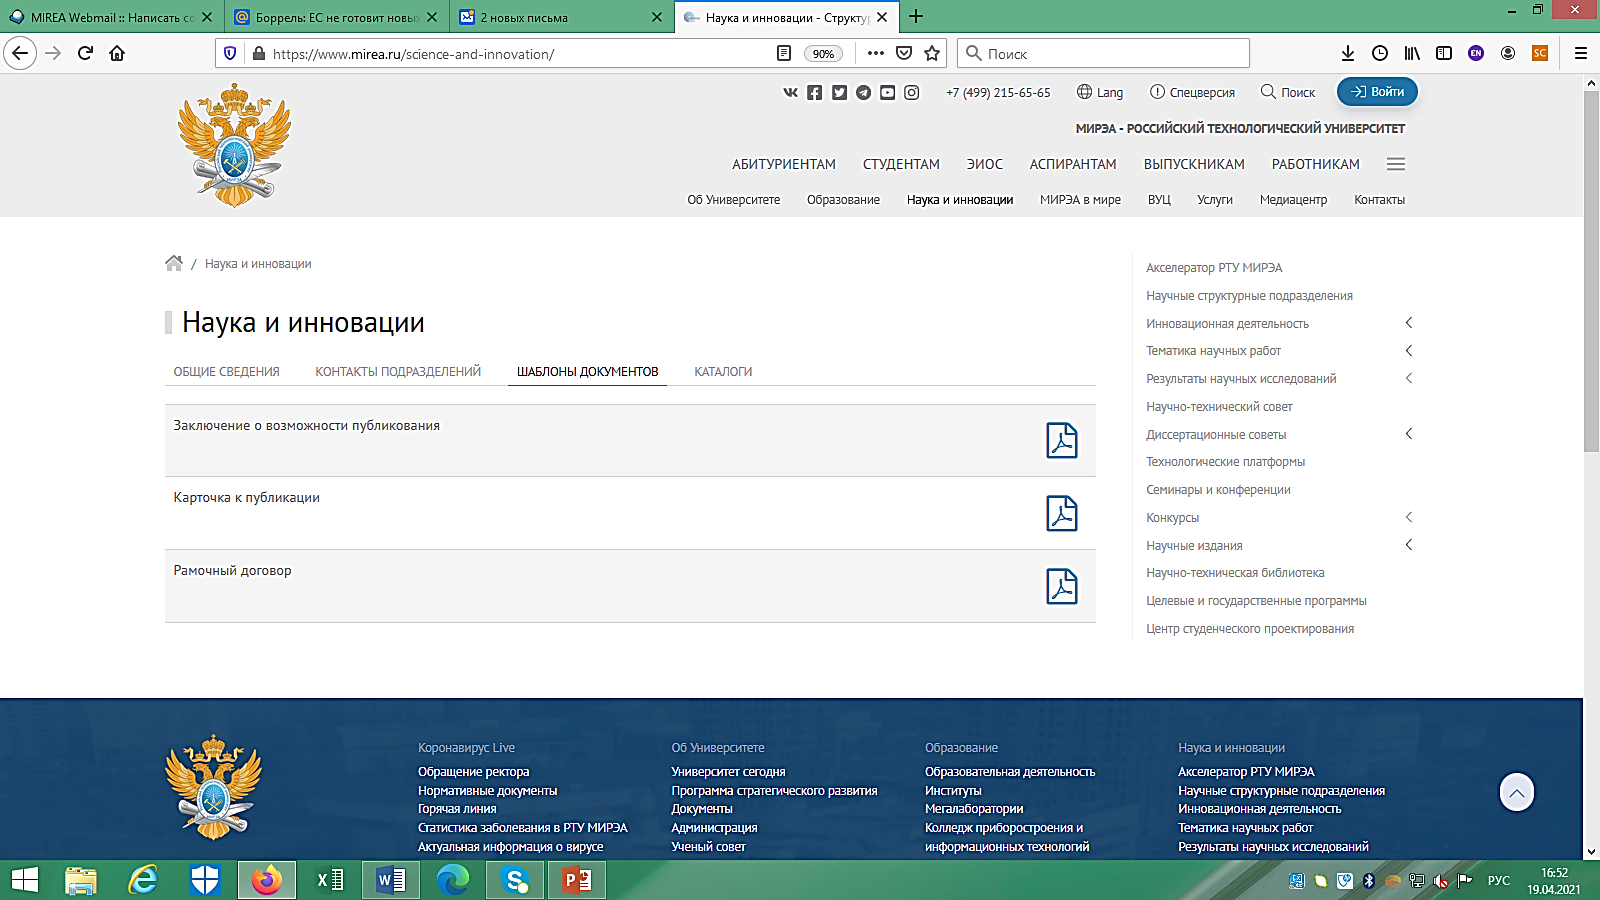 MIREA Webmail :: Написать со
Боррель: ЕС не готовит новы
2 новых письма
Наука и инновации - Структур
https://www.mirea.ru/science-and-innovation/
90%
Поиск
EN
SC
+7 (499) 215-65-65
Lang
Спецверсия
Поиск
Войти
МИРЭА - РОССИЙСКИЙ ТЕХНОЛОГИЧЕСКИЙ УНИВЕРСИТЕТ
АБИТУРИЕНТАМ СТУДЕНТАМ ЭИОС АСПИРАНТАМ ВЫПУСКНИКАМ РАБОТНИКАМ
Об Университете Образование Наука и инновации МИРЭА в мире ВУЦ Услуги Медиацентр Контакты
/ Наука и инновации
Наука и инновации
ОБЩИЕ СВЕДЕНИЯ КОНТАКТЫ ПОДРАЗДЕЛЕНИЙ ШАБЛОНЫ ДОКУМЕНТОВ КАТАЛОГИ
Заключение о возможности публикования
Карточка к публикации
Рамочный договор
Акселератор РТУ МИРЭА
Научные структурные подразделения
Инновационная деятельность
Тематика научных работ
Результаты научных исследований
Научно-технический совет
Диссертационные советы
Технологические платформы
Семинары и конференции
Конкурсы
Научные издания
Научно-техническая библиотека
Целевые и государственные программы
Центр студенческого проектирования
Коронавирус Live
Обращение ректора
Нормативные документы
Горячая линия
Статистика заболевания в РТУ МИРЭА
Актуальная информация о вирусе
Об Университете
Университет сегодня
Программа стратегического развития
Документы
Администрация
Ученый совет
Образование
Образовательная деятельность
Институты
Мегалаборатории
Колледж приборостроения и
информационных технологий
Наука и инновации
Акселератор РТУ МИРЭА
Научные структурные подразделения
Инновационная деятельность
Тематика научных работ
Результаты научных исследований
РУС
16:52
19.04.2021